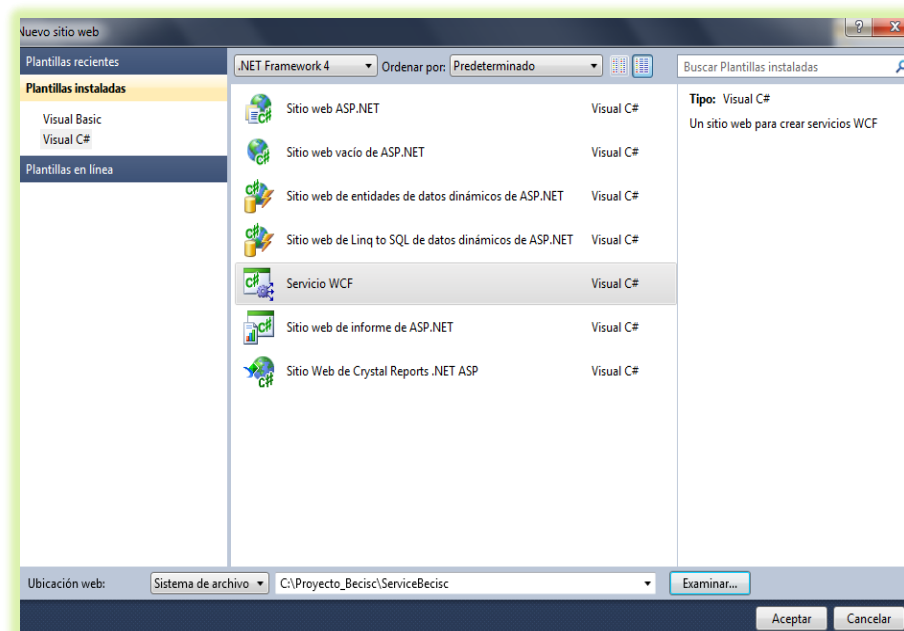 Nuevo sitio web
Plantillas recientes
.NET Framework 4
Ordenar por:
Predeterminado
Buscar Plantillas instaladas
Plantillas instaladas
Visual Basic
Visual C#
Plantillas en línea
Sitio web ASP.NET Visual C#
Sitio web vacío de ASP.NET Visual C#
Sitio web de entidades de datos dinámicos de ASP.NET Visual C#
Sitio web de Linq to SQL de datos dinámicos de ASP.NET Visual C#
Servicio WCF Visual C#
Sitio web de informe de ASP.NET Visual C#
Sitio Web de Crystal Reports .NET ASP Visual C#
Tipo: Visual C#
Un sitio web para crear servicios WCF
Ubicación web:
Sistema de archivo
C:\Proyecto_Becisc\ServiceBecisc
Examinar...
Aceptar
Cancelar